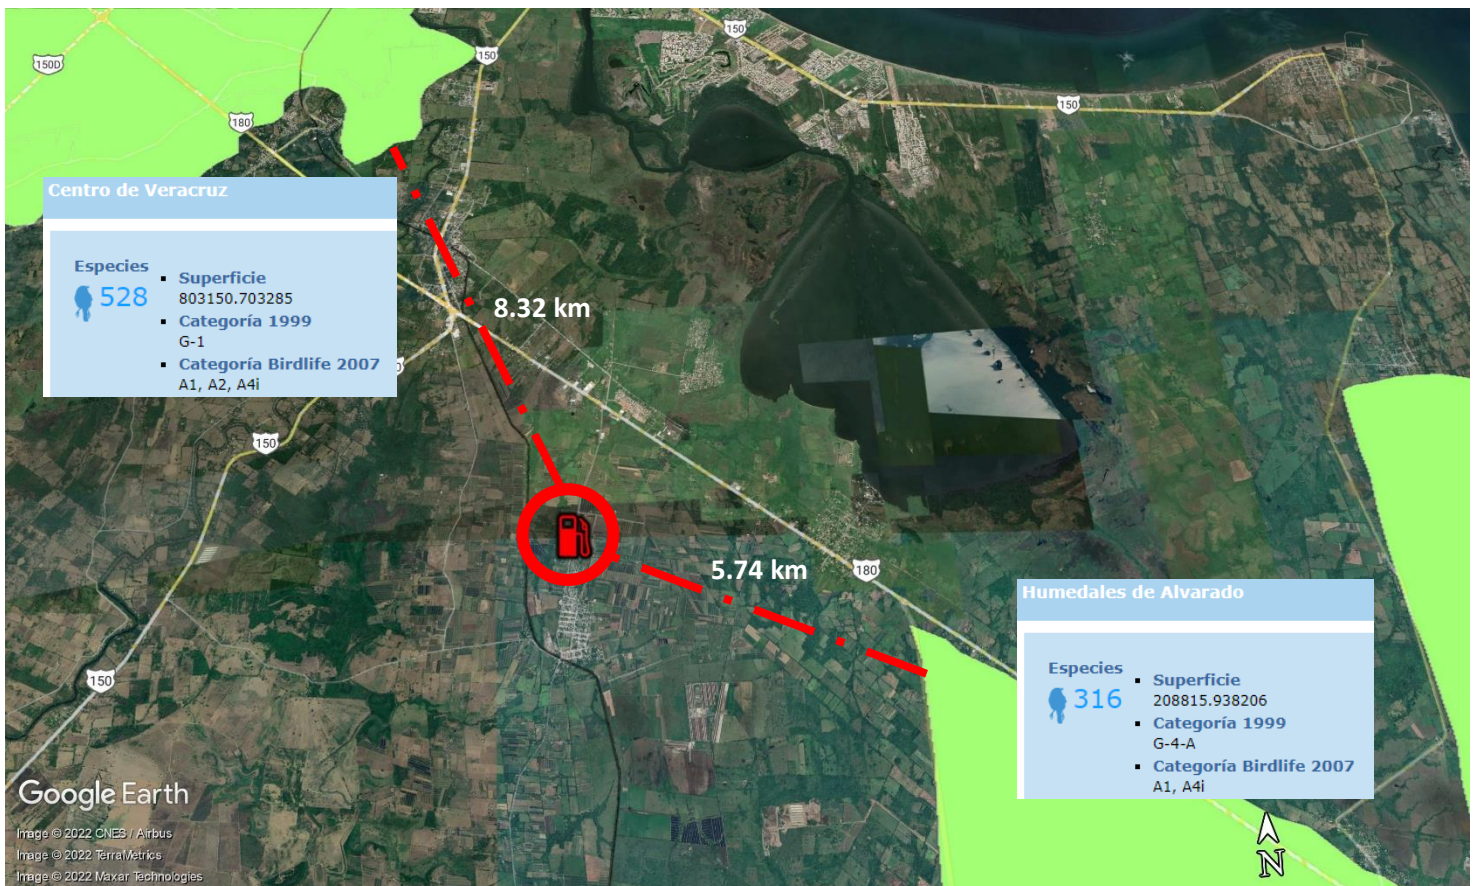 150
150D
150
180
150
Centro de Veracruz
Especies
528
▪ Superficie
803150.703285
▪ Categoría 1999
G-1
▪ Categoría Birdlife 2007
A1, A2, A4i
8.32 km
150
5.74 km
180
150
Humedales de Alvarado
Especies
316
▪ Superficie
208815.938206
▪ Categoría 1999
G-4-A
▪ Categoría Birdlife 2007
A1, A4i
Google Earth
Image © 2022 CNES / Airbus
Image © 2022 TerraMetrics
Image © 2022 Maxar Technologies
N